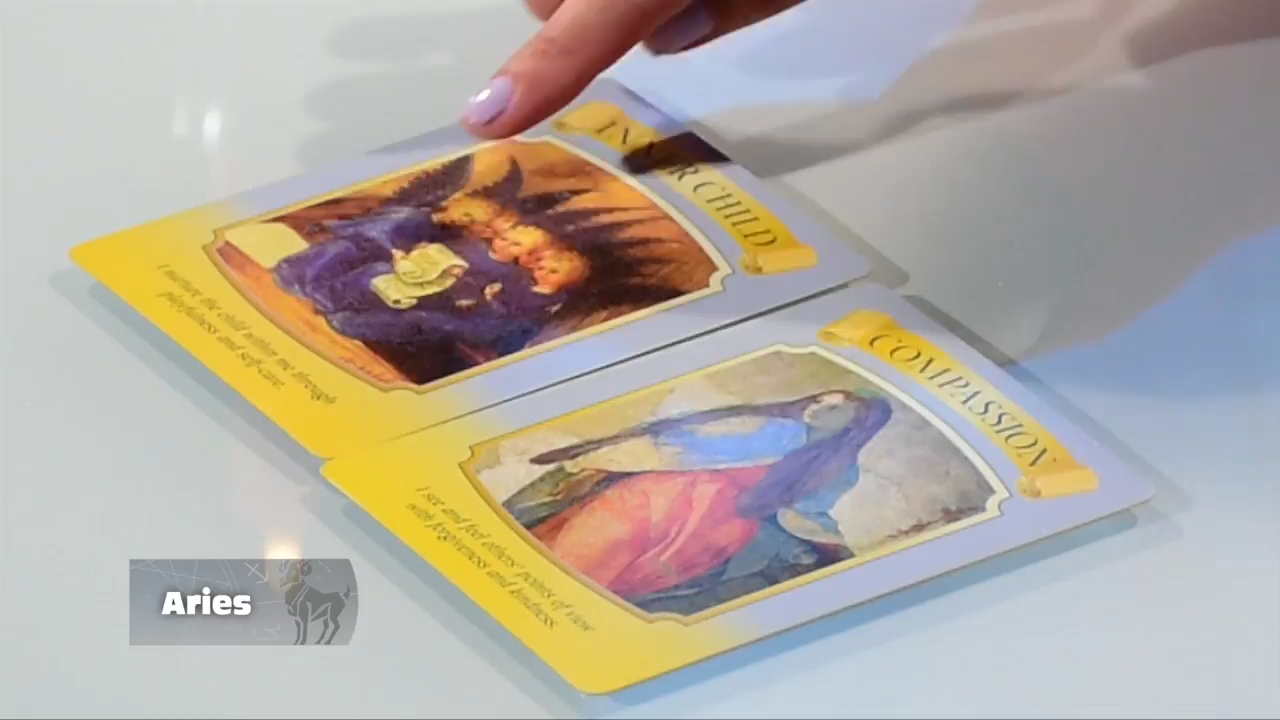 INNER CHILD
I nurture the child within me through
playfulness and self-care.
COMPASSION
I see and feel others' points of view
with forgiveness and kindness.
Aries